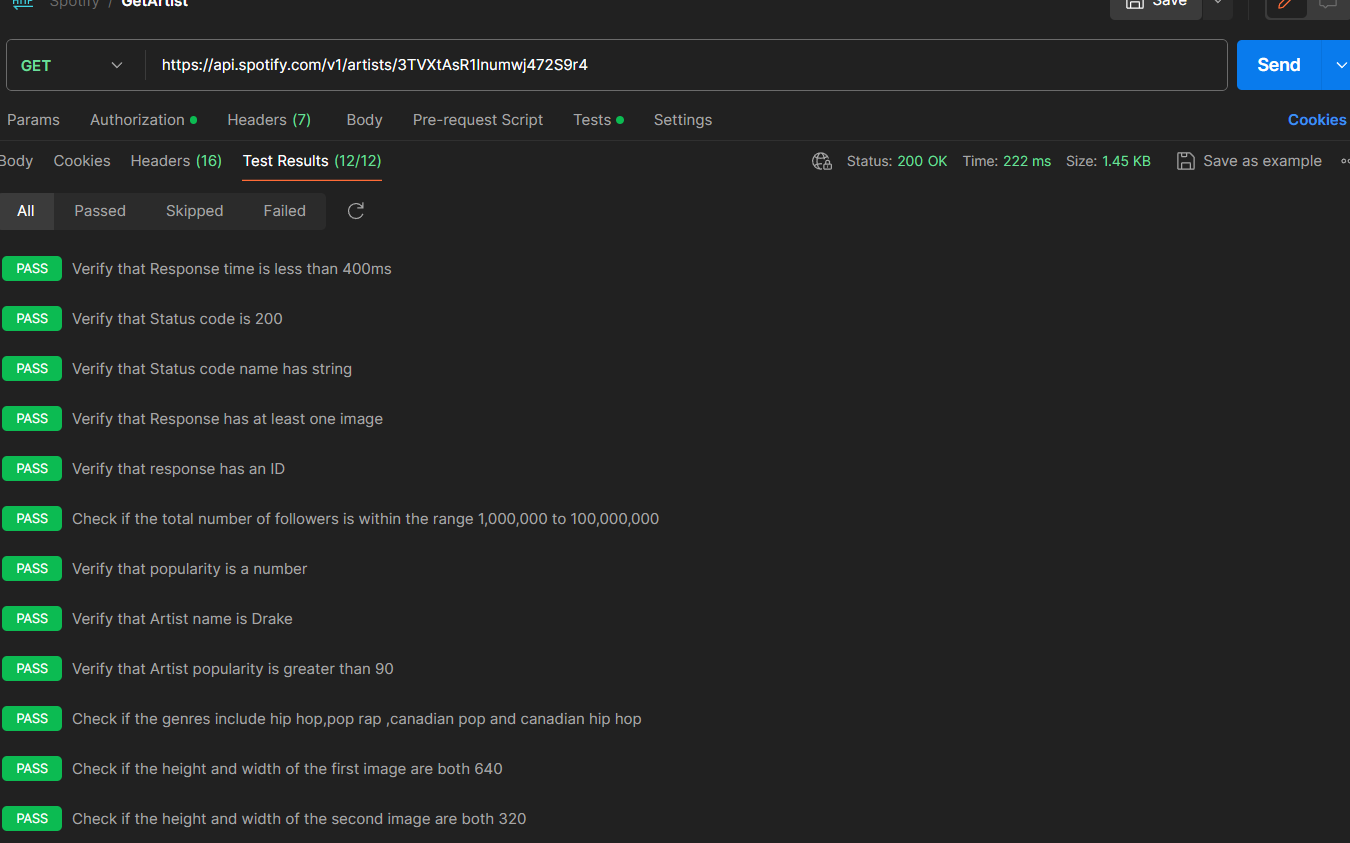 HTTP Spotify / GetArtist Save
GET https://api.spotify.com/v1/artists/3TVXtAsR1Inumwj472S9r4 Send
Params Authorization Headers (7) Body Pre-request Script Tests Settings Cookies
Body Cookies Headers (16) Test Results (12/12) Status: 200 OK Time: 222 ms Size: 1.45 KB Save as example
All Passed Skipped Failed
PASS Verify that Response time is less than 400ms
PASS Verify that Status code is 200
PASS Verify that Status code name has string
PASS Verify that Response has at least one image
PASS Verify that response has an ID
PASS Check if the total number of followers is within the range 1,000,000 to 100,000,000
PASS Verify that popularity is a number
PASS Verify that Artist name is Drake
PASS Verify that Artist popularity is greater than 90
PASS Check if the genres include hip hop,pop rap ,canadian pop and canadian hip hop
PASS Check if the height and width of the first image are both 640
PASS Check if the height and width of the second image are both 320